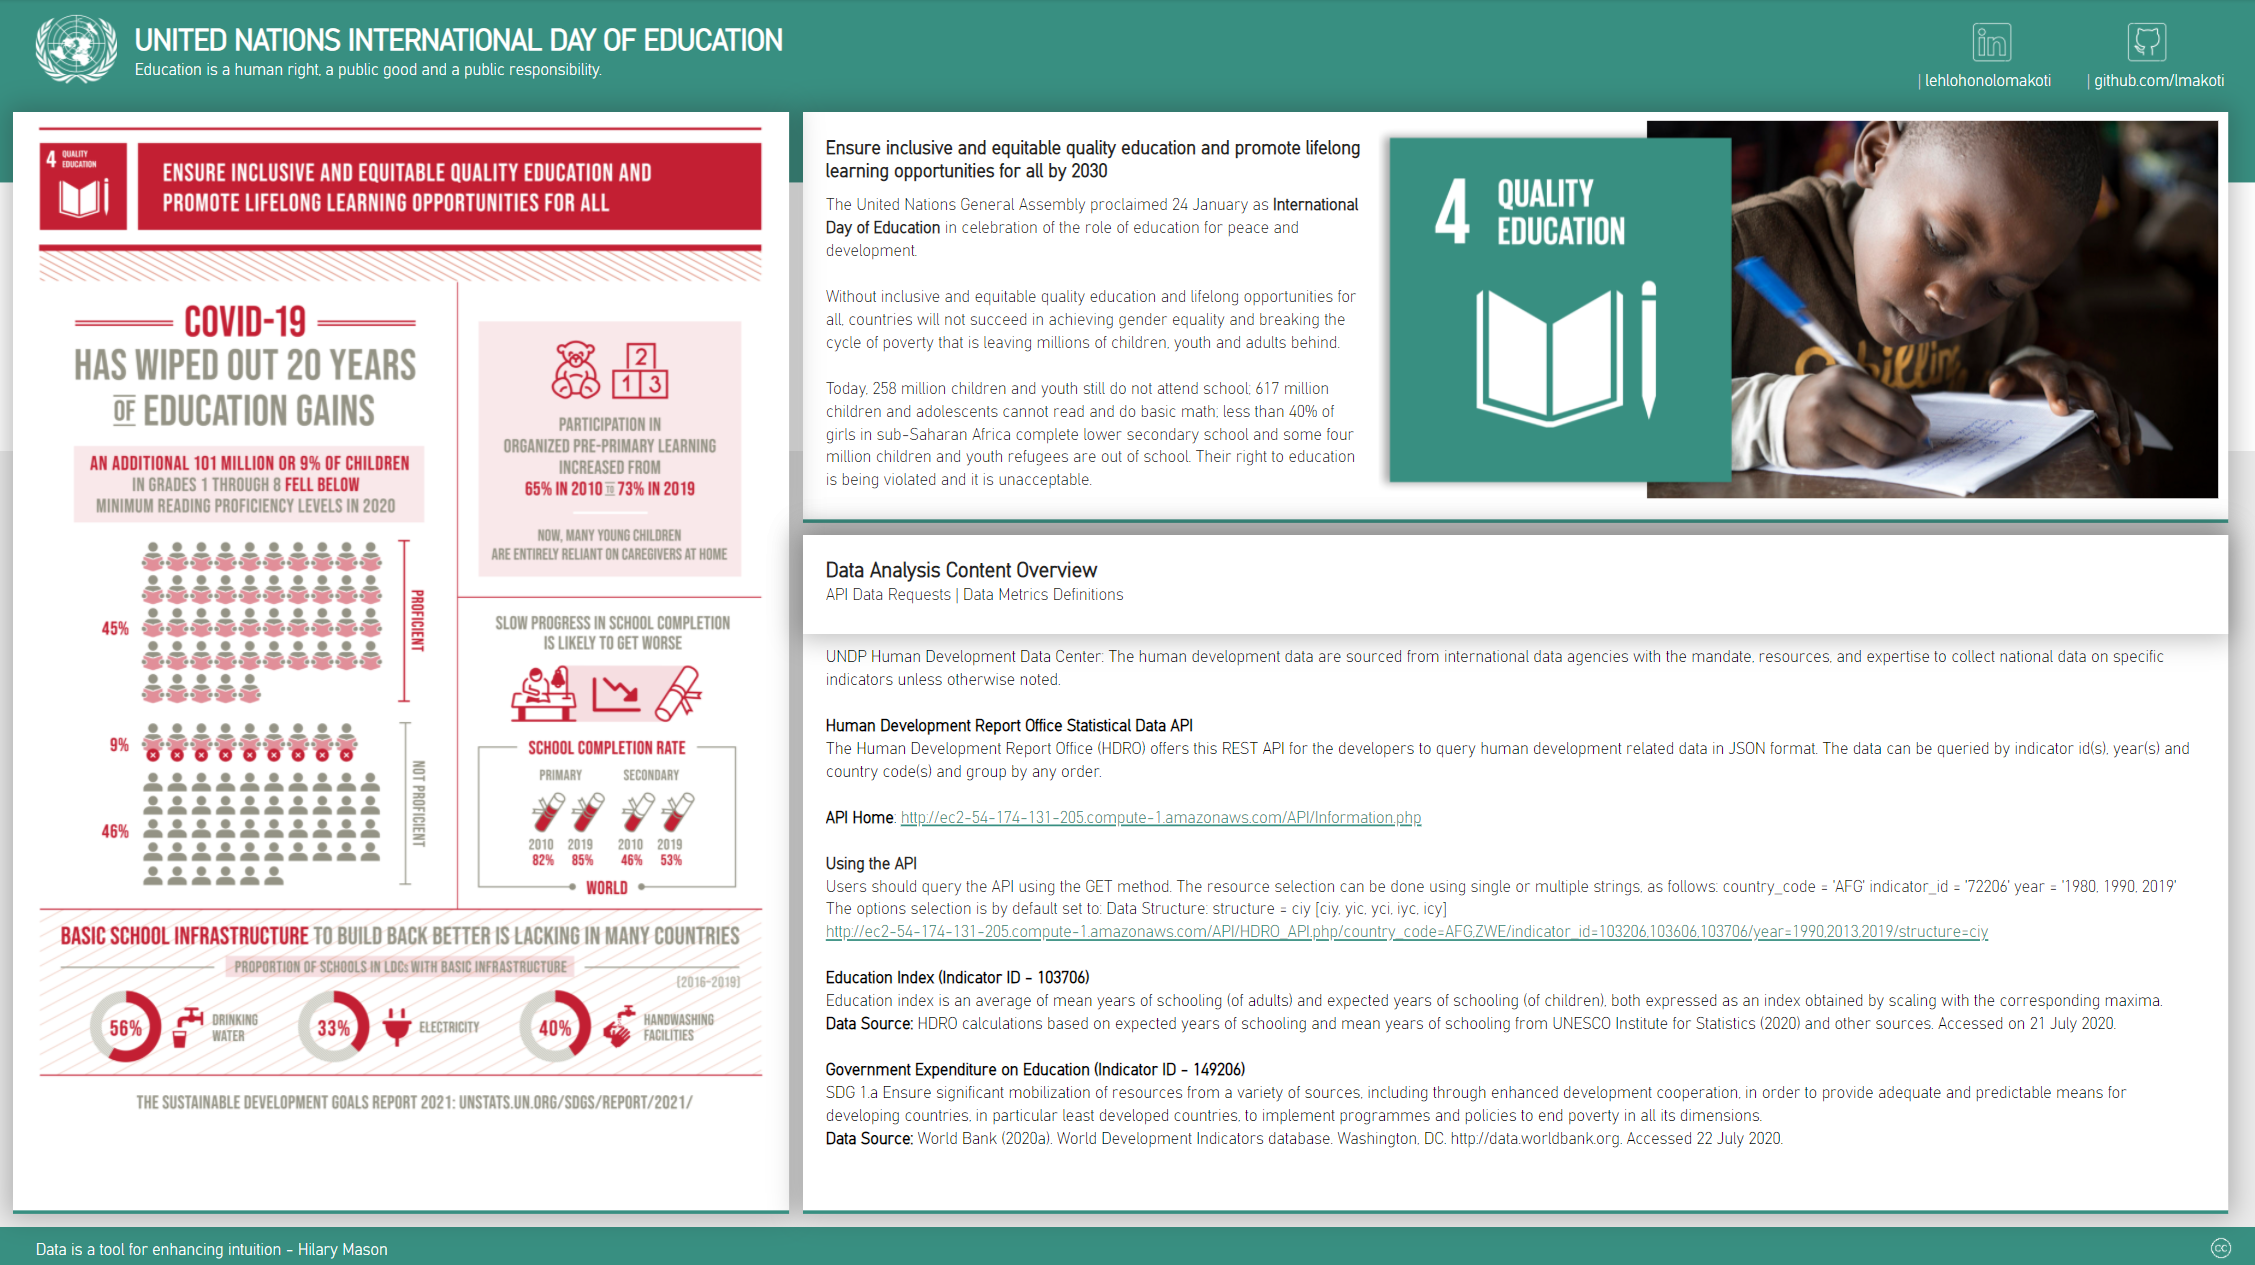 UNITED NATIONS INTERNATIONAL DAY OF EDUCATION
Education is a human right, a public good and a public responsibility.
in
| lehlohonolomakoti
| github.com/lmakoti
4 QUALITY
EDUCATION
ENSURE INCLUSIVE AND EQUITABLE QUALITY EDUCATION AND
PROMOTE LIFELONG LEARNING OPPORTUNITIES FOR ALL
COVID-19
HAS WIPED OUT 20 YEARS
OF EDUCATION GAINS
AN ADDITIONAL 101 MILLION OR 9% OF CHILDREN
IN GRADES 1 THROUGH 8 FELL BELOW
MINIMUM READING PROFICIENCY LEVELS IN 2020
45%
PROFICIENT
9%
46%
NOT PROFICIENT
2
1 3
PARTICIPATION IN
ORGANIZED PRE-PRIMARY LEARNING
INCREASED FROM
65% IN 2010 TO 73% IN 2019
NOW, MANY YOUNG CHILDREN
ARE ENTIRELY RELIANT ON CAREGIVERS AT HOME
SLOW PROGRESS IN SCHOOL COMPLETION
IS LIKELY TO GET WORSE
SCHOOL COMPLETION RATE
PRIMARY SECONDARY
2010 2019 2010 2019
82% 85% 46% 53%
WORLD
BASIC SCHOOL INFRASTRUCTURE TO BUILD BACK BETTER IS LACKING IN MANY COUNTRIES
PROPORTION OF SCHOOLS IN LDCs WITH BASIC INFRASTRUCTURE
(2016-2019)
56% DRINKING
WATER
33% ELECTRICITY
40% HANDWASHING
FACILITIES
THE SUSTAINABLE DEVELOPMENT GOALS REPORT 2021: UNSTATS.UN.ORG/SDGS/REPORT/2021/
Ensure inclusive and equitable quality education and promote lifelong
learning opportunities for all by 2030
The United Nations General Assembly proclaimed 24 January as International
Day of Education in celebration of the role of education for peace and
development.
Without inclusive and equitable quality education and lifelong opportunities for
all, countries will not succeed in achieving gender equality and breaking the
cycle of poverty that is leaving millions of children, youth and adults behind.
Today, 258 million children and youth still do not attend school; 617 million
children and adolescents cannot read and do basic math; less than 40% of
girls in sub-Saharan Africa complete lower secondary school and some four
million children and youth refugees are out of school. Their right to education
is being violated and it is unacceptable.
4 QUALITY
EDUCATION
Data Analysis Content Overview
API Data Requests | Data Metrics Definitions
UNDP Human Development Data Center: The human development data are sourced from international data agencies with the mandate, resources, and expertise to collect national data on specific
indicators unless otherwise noted.
Human Development Report Office Statistical Data API
The Human Development Report Office (HDRO) offers this REST API for the developers to query human development related data in JSON format. The data can be queried by indicator id(s), year(s) and
country code(s) and group by any order.
API Home: http://ec2-54-174-131-205.compute-1.amazonaws.com/API/Information.php
Using the API
Users should query the API using the GET method. The resource selection can be done using single or multiple strings, as follows: country_code = 'AFG' indicator_id = '72206' year = '1980, 1990, 2019'
The options selection is by default set to: Data Structure: structure = ciy [ciy, yic, yci, iyc, icy]
http://ec2-54-174-131-205.compute-1.amazonaws.com/API/HDRO_API.php/country_code=AFG,ZWE/indicator_id=103206,103606,103706/year=1990,2013,2019/structure=ciy
Education Index (Indicator ID - 103706)
Education index is an average of mean years of schooling (of adults) and expected years of schooling (of children), both expressed as an index obtained by scaling with the corresponding maxima.
Data Source: HDRO calculations based on expected years of schooling and mean years of schooling from UNESCO Institute for Statistics (2020) and other sources. Accessed on 21 July 2020.
Government Expenditure on Education (Indicator ID - 149206)
SDG 1.a Ensure significant mobilization of resources from a variety of sources, including through enhanced development cooperation, in order to provide adequate and predictable means for
developing countries, in particular least developed countries, to implement programmes and policies to end poverty in all its dimensions.
Data Source: World Bank (2020a). World Development Indicators database. Washington, DC. http://data.worldbank.org. Accessed 22 July 2020.
Data is a tool for enhancing intuition - Hilary Mason
cc